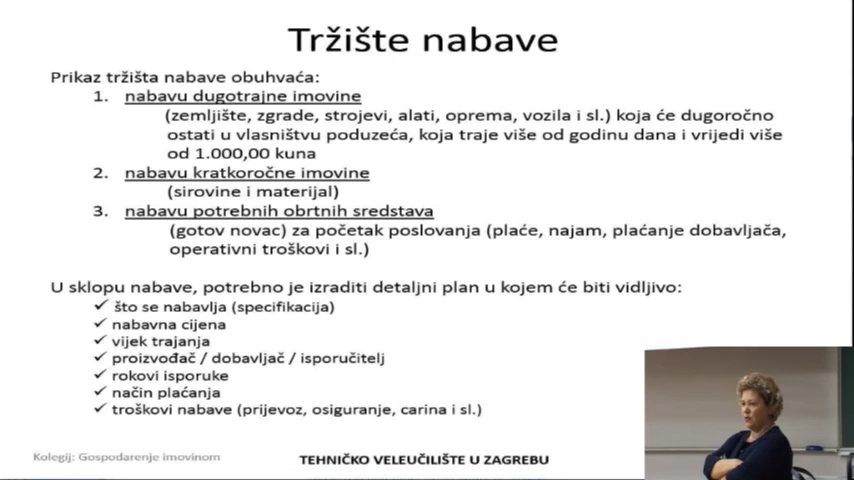 Tržište nabave
Prikaz tržišta nabave obuhvaća:
1. nabavu dugotrajne imovine
(zemljište, zgrade, strojevi, alati, oprema, vozila i sl.) koja će dugoročno
ostati u vlasništvu poduzeća, koja traje više od godinu dana i vrijedi više
od 1.000,00 kuna
2. nabavu kratkoročne imovine
(sirovine i materijal)
3. nabavu potrebnih obrtnih sredstava
(gotov novac) za početak poslovanja (plaće, najam, plaćanje dobavljača,
operativni troškovi i sl.)
U sklopu nabave, potrebno je izraditi detaljni plan u kojem će biti vidljivo:
✓ što se nabavlja (specifikacija)
✓ nabavna cijena
✓ vijek trajanja
✓ proizvođač / dobavljač / isporučitelj
✓ rokovi isporuke
✓ način plaćanja
✓ troškovi nabave (prijevoz, osiguranje, carina i sl.)
Kolegij: Gospodarenje imovinom
TEHNIČKO VELEUČILIŠTE U ZAGREBU